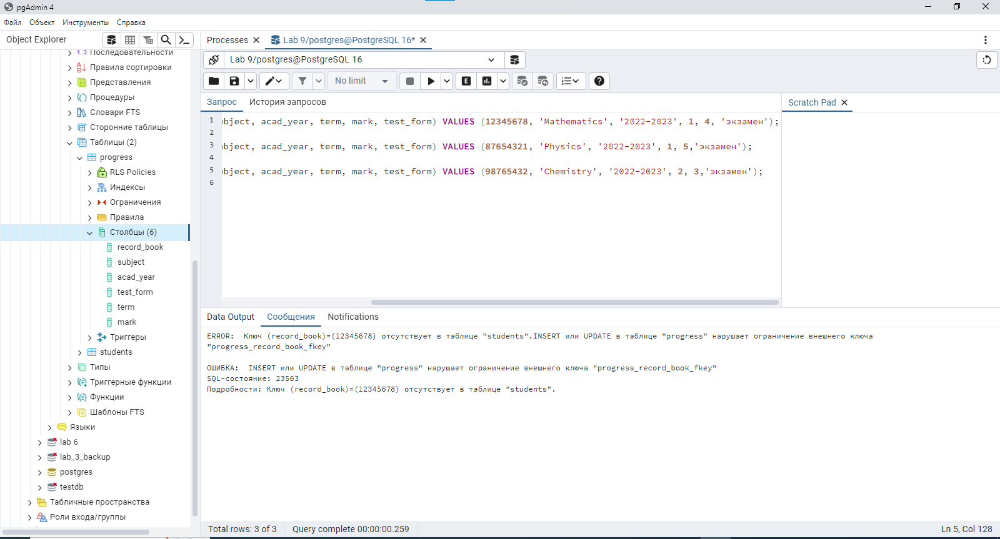 pgAdmin 4
Файл Объект Инструменты Справка
Object Explorer
Последовательности
Правила сортировки
Представления
Процедуры
Словари FTS
Сторонние таблицы
Таблицы (2)
progress
RLS Policies
Индексы
Ограничения
Правила
Столбцы (6)
record_book
subject
acad_year
test_form
term
mark
Триггеры
students
Типы
Триггерные функции
Функции
Шаблоны FTS
Языки
lab 6
lab_3_backup
postgres
testdb
Табличные пространства
Роли входа/группы
Processes
Lab 9/postgres@PostgreSQL 16*
Lab 9/postgres@PostgreSQL 16
No limit
Запрос История запросов
Scratch Pad
1 ubject, acad_year, term, mark, test_form) VALUES (12345678, 'Mathematics', '2022-2023', 1, 4, 'экзамен');
2
3 ubject, acad_year, term, mark, test_form) VALUES (87654321, 'Physics', '2022-2023', 1, 5,'экзамен');
4
5 ubject, acad_year, term, mark, test_form) VALUES (98765432, 'Chemistry', '2022-2023', 2, 3,'экзамен');
6
Data Output Сообщения Notifications
ERROR:  Ключ (record_book)=(12345678) отсутствует в таблице "students".INSERT или UPDATE в таблице "progress" нарушает ограничение внешнего ключа
"progress_record_book_fkey"
ОШИБКА:  INSERT или UPDATE в таблице "progress" нарушает ограничение внешнего ключа "progress_record_book_fkey"
SQL-состояние: 23503
Подробности: Ключ (record_book)=(12345678) отсутствует в таблице "students".
Total rows: 3 of 3 Query complete 00:00:00.259 Ln 5, Col 128